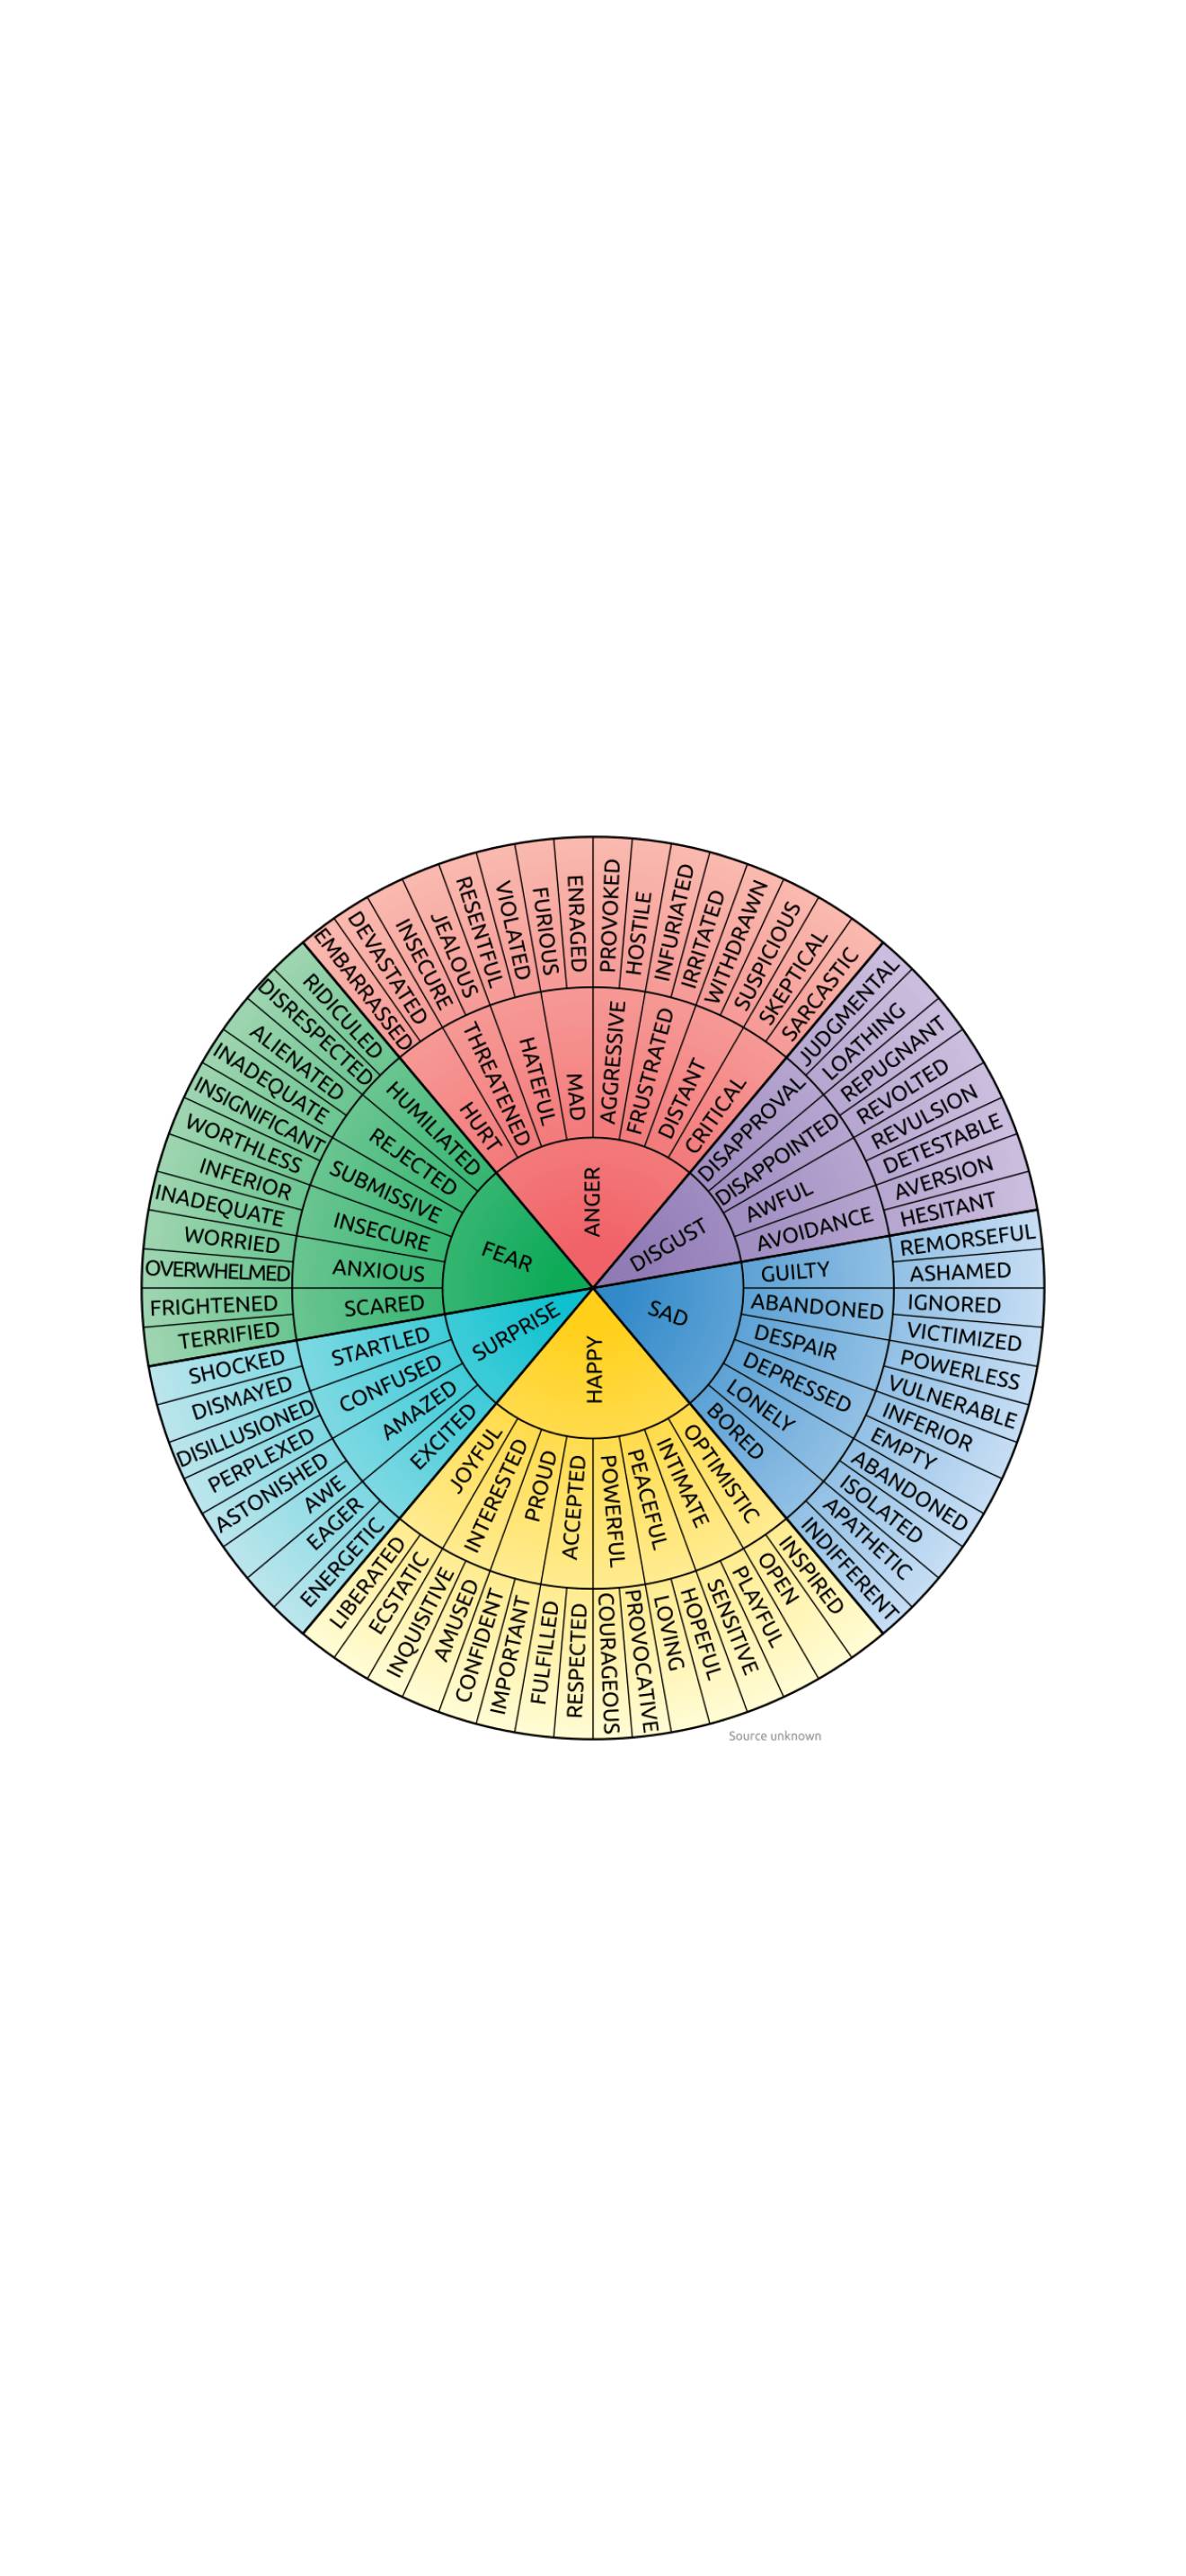 ANGER
HURT
EMBARRASSED
DEVASTATED
THREATENED
INSECURE
JEALOUS
HATEFUL
RESENTFUL
VIOLATED
MAD
FURIOUS
ENRAGED
AGGRESSIVE
PROVOKED
HOSTILE
FRUSTRATED
INFURIATED
IRRITATED
DISTANT
WITHDRAWN
SUSPICIOUS
CRITICAL
SKEPTICAL
SARCASTIC
DISGUST
DISAPPROVAL
JUDGMENTAL
LOATHING
DISAPPOINTED
REPUGNANT
REVOLTED
AWFUL
REVULSION
DETESTABLE
AVOIDANCE
AVERSION
HESITANT
SAD
GUILTY
REMORSEFUL
ASHAMED
ABANDONED
IGNORED
VICTIMIZED
DESPAIR
POWERLESS
VULNERABLE
DEPRESSED
INFERIOR
EMPTY
LONELY
ABANDONED
ISOLATED
BORED
APATHETIC
INDIFFERENT
HAPPY
OPTIMISTIC
INSPIRED
OPEN
INTIMATE
PLAYFUL
SENSITIVE
PEACEFUL
HOPEFUL
LOVING
POWERFUL
PROVOCATIVE
COURAGEOUS
ACCEPTED
RESPECTED
FULFILLED
PROUD
IMPORTANT
CONFIDENT
INTERESTED
AMUSED
INQUISITIVE
JOYFUL
ECSTATIC
LIBERATED
SURPRISE
EXCITED
ENERGETIC
EAGER
AMAZED
AWE
ASTONISHED
CONFUSED
PERPLEXED
DISILLUSIONED
STARTLED
DISMAYED
SHOCKED
FEAR
SCARED
TERRIFIED
FRIGHTENED
ANXIOUS
OVERWHELMED
WORRIED
INSECURE
INADEQUATE
INFERIOR
SUBMISSIVE
WORTHLESS
INSIGNIFICANT
REJECTED
INADEQUATE
ALIENATED
HUMILIATED
DISRESPECTED
RIDICULED
Source unknown